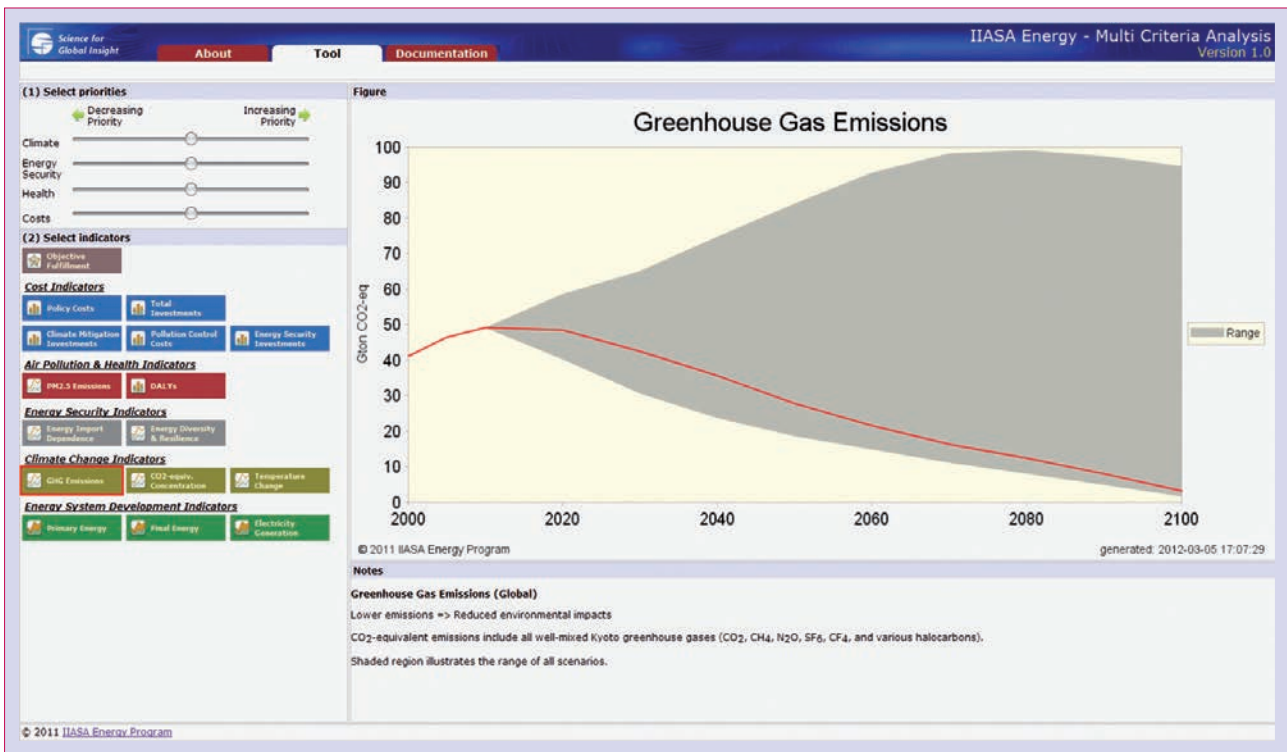 Science for
Global Insight
About
Tool
Documentation
IIASA Energy - Multi Criteria Analysis
Version 1.0
(1) Select priorities
Decreasing
Priority
Increasing
Priority
Climate
Energy
Security
Health
Costs
(2) Select indicators
Objective
Fulfillment
Cost Indicators
Policy Costs
Total
Investments
Climate Mitigation
Investments
Pollution Control
Costs
Energy Security
Investments
Air Pollution & Health Indicators
PM2.5 Emissions
DALYs
Energy Security Indicators
Energy Import
Dependence
Energy Diversity
& Resilience
Climate Change Indicators
GHG Emissions
CO2-equiv.
Concentration
Temperature
Change
Energy System Development Indicators
Primary Energy
Final Energy
Electricity
Generation
Figure
Greenhouse Gas Emissions
Gton CO2-eq
100
90
80
70
60
50
40
30
20
10
0
2000
2020
2040
2060
2080
2100
Range
© 2011 IIASA Energy Program
generated: 2012-03-05 17:07:29
Notes
Greenhouse Gas Emissions (Global)
Lower emissions => Reduced environmental impacts
CO2-equivalent emissions include all well-mixed Kyoto greenhouse gases (CO2, CH4, N2O, SF6, CF4, and various halocarbons).
Shaded region illustrates the range of all scenarios.
© 2011 IIASA Energy Program